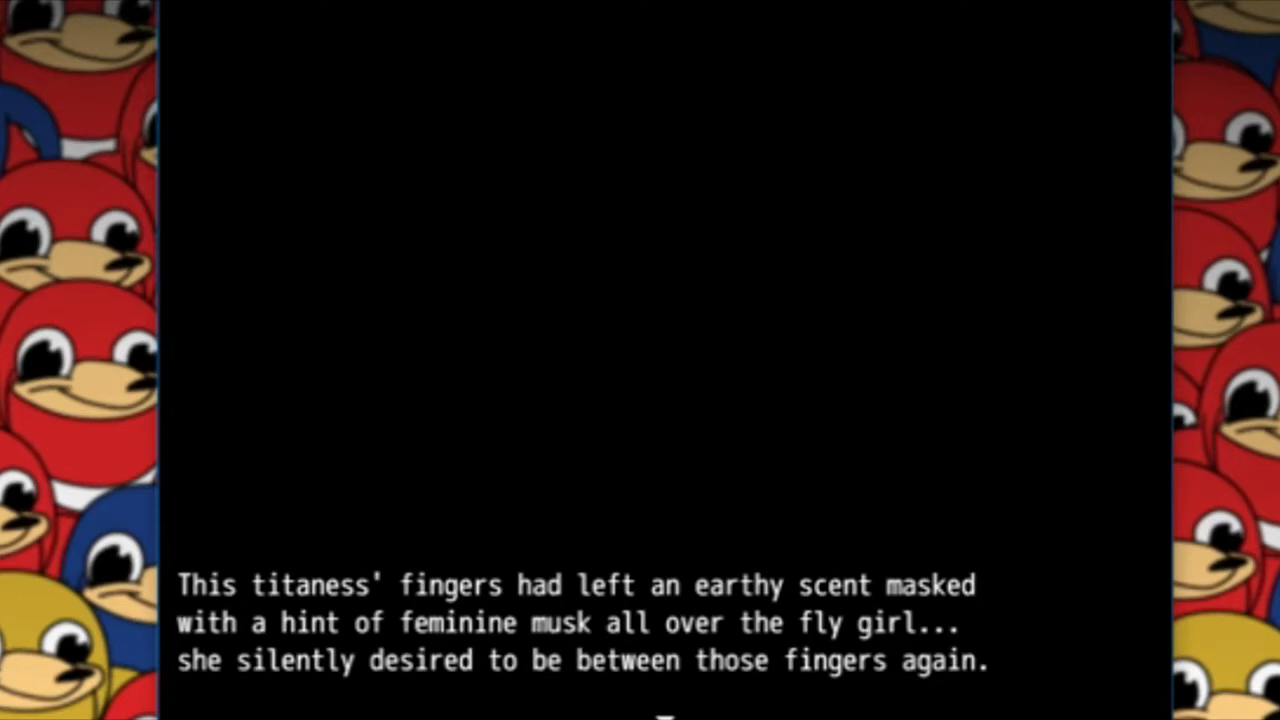 This titaness' fingers had left an earthy scent masked
with a hint of feminine musk all over the fly girl...
she silently desired to be between those fingers again.